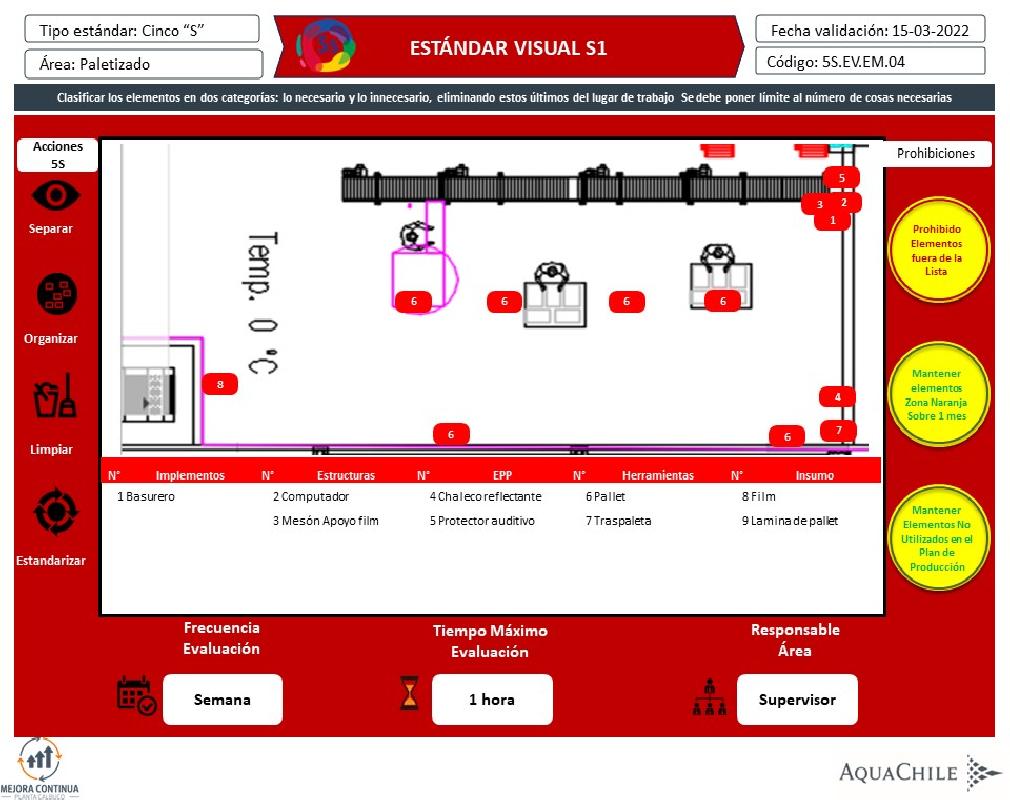 Tipo estándar: Cinco “S”
Área: Paletizado
ESTÁNDAR VISUAL S1
Fecha validación: 15-03-2022
Código: 5S.EV.EM.04
Clasificar los elementos en dos categorías: lo necesario y lo innecesario, eliminando estos últimos del lugar de trabajo Se debe poner límite al número de cosas necesarias
Acciones
5S
Separar
Organizar
Limpiar
Estandarizar
Temp. 0 °C
5
3
2
1
6
6
6
6
8
4
7
6
6
Prohibiciones
Prohibido
Elementos
fuera de la
Lista
Mantener
elementos
Zona Naranja
Sobre 1 mes
Mantener
Elementos No
Utilizados en el
Plan de
Producción
N° Implementos N° Estructuras N° EPP N° Herramientas N° Insumo
1 Basurero 2 Computador 4 Chaleco reflectante 6 Pallet 8 Film
3 Mesón Apoyo film 5 Protector auditivo 7 Traspaleta 9 Lamina de pallet
Frecuencia
Evaluación
Semana
Tiempo Máximo
Evaluación
1 hora
Responsable
Área
Supervisor
MEJORA CONTINUA
PLANTA CALBUCO
AQUACHILE